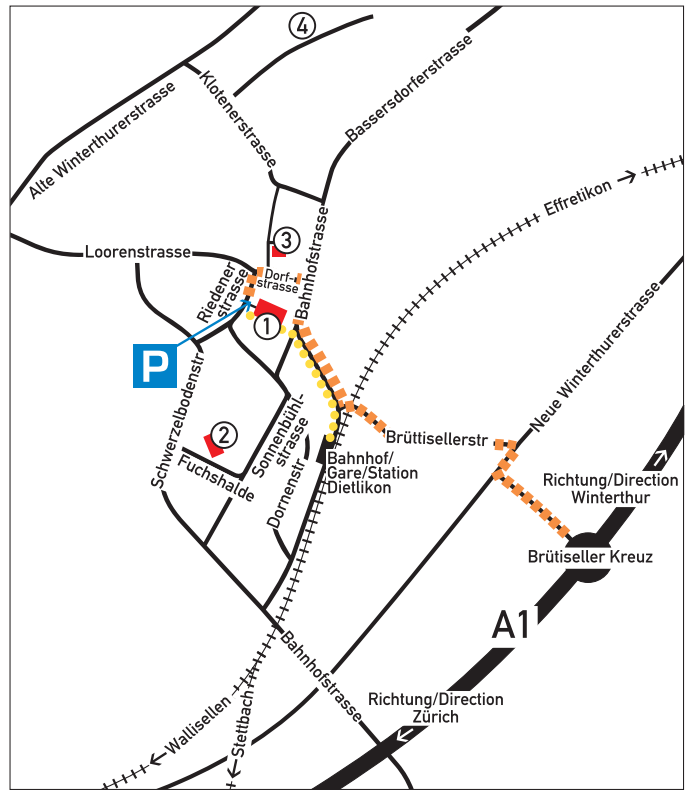 4
Klotenerstrasse
Bassersdorferstrasse
Alte Winterthurerstrasse
Effretikon
3
Loorenstrasse
Bahnhofstrasse
Dorf-
strasse
Riedener
strasse
1
P
Neue Winterthurerstrasse
2
Schwerzelbodenstr
Sonnenbühl-
strasse
Brüttisellerstr
Fuchshalde
Dornenstr
Bahnhof/
Gare/Station
Dietlikon
Richtung/Direction
Winterthur
Brütiseller Kreuz
A1
Bahnhofstrasse
Wallisellen
Stettbach
Richtung/Direction
Zürich